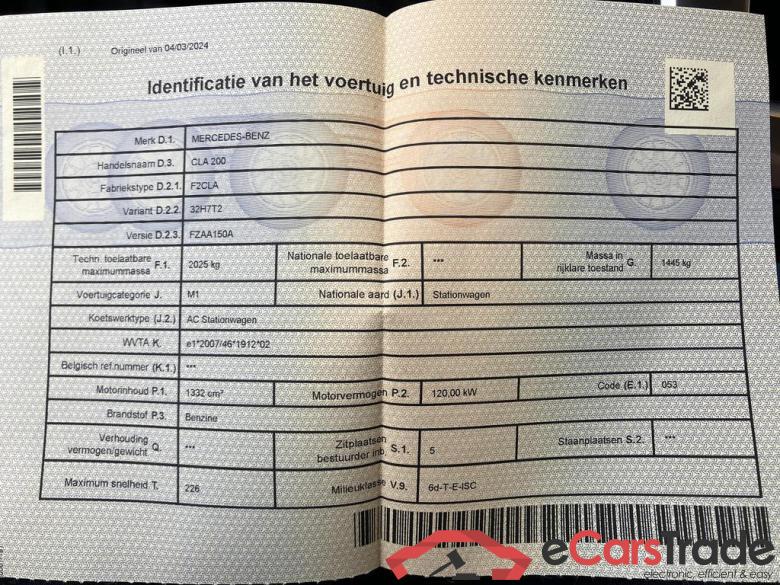 (I.1.) Origineel van 04/03/2024
Identificatie van het voertuig en technische kenmerken
Merk D.1. MERCEDES-BENZ
Handelsnaam D.3. CLA 200
Fabriekstype D.2.1. F2CLA
Variant D.2.2. 32H7T2
Versie D.2.3. FZAA150A
Techn. toelaatbare maximummassa F.1. 2025 kg Nationale toelaatbare maximummassa F.2. *** Massa in rijklare toestand G. 1445 kg
Voertuigcategorie J. M1 Nationale aard (J.1.) Stationwagen
Koetswerktype (J.2.) AC Stationwagen
WVTA K. e1*2007/46*1912*02
Belgisch ref.nummer (K.1.) ***
Motorinhoud P.1. 1332 cm³ Motorvermogen P.2. 120,00 kW Code (E.1.) 053
Brandstof P.3. Benzine
Verhouding vermogen/gewicht Q. *** Zitplaatsen bestuurder inb. S.1. 5 Staanplaatsen S.2. ***
Maximum snelheid T. 226 Milieuklasse V.9. 6d-T-E-ISC
eCarsTrade
electronic, efficient & easy